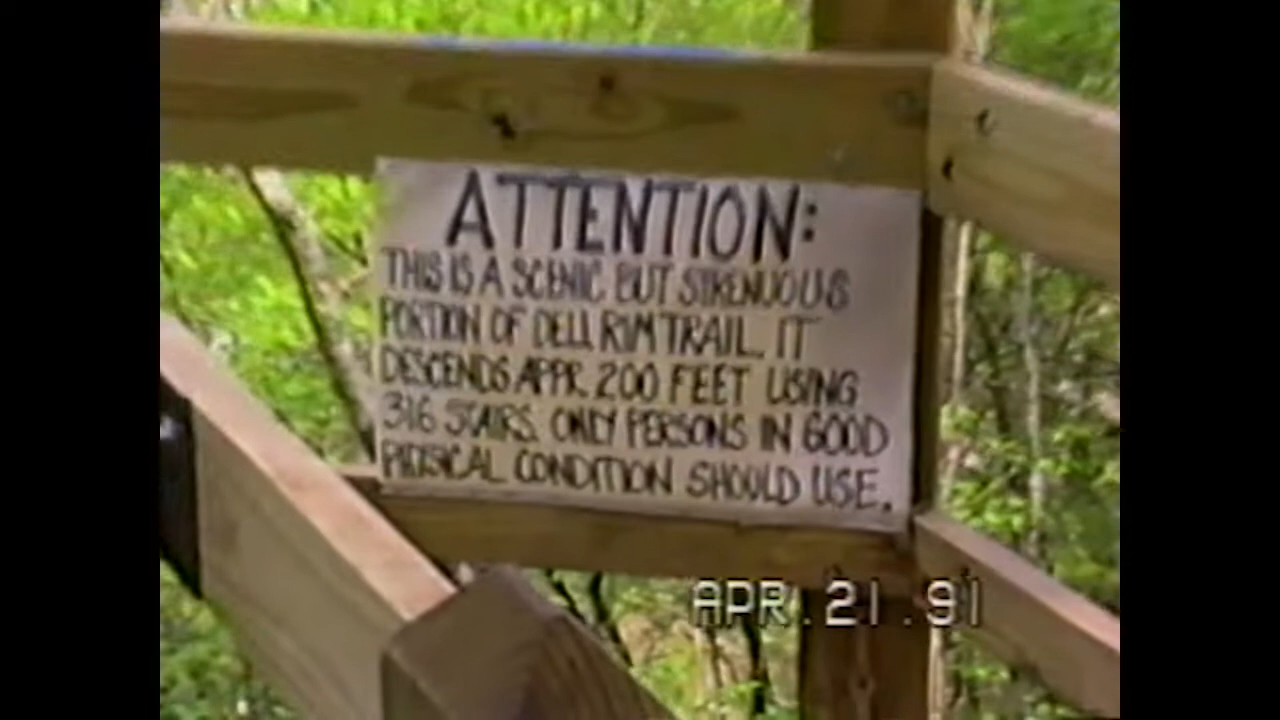 ATTENTION:
THIS IS A SCENIC BUT STRENUOUS
PORTION OF DELL RIM TRAIL. IT
DESCENDS APPR. 200 FEET USING
316 STAIRS. ONLY PERSONS IN GOOD
PHYSICAL CONDITION SHOULD USE.
APR.21.91